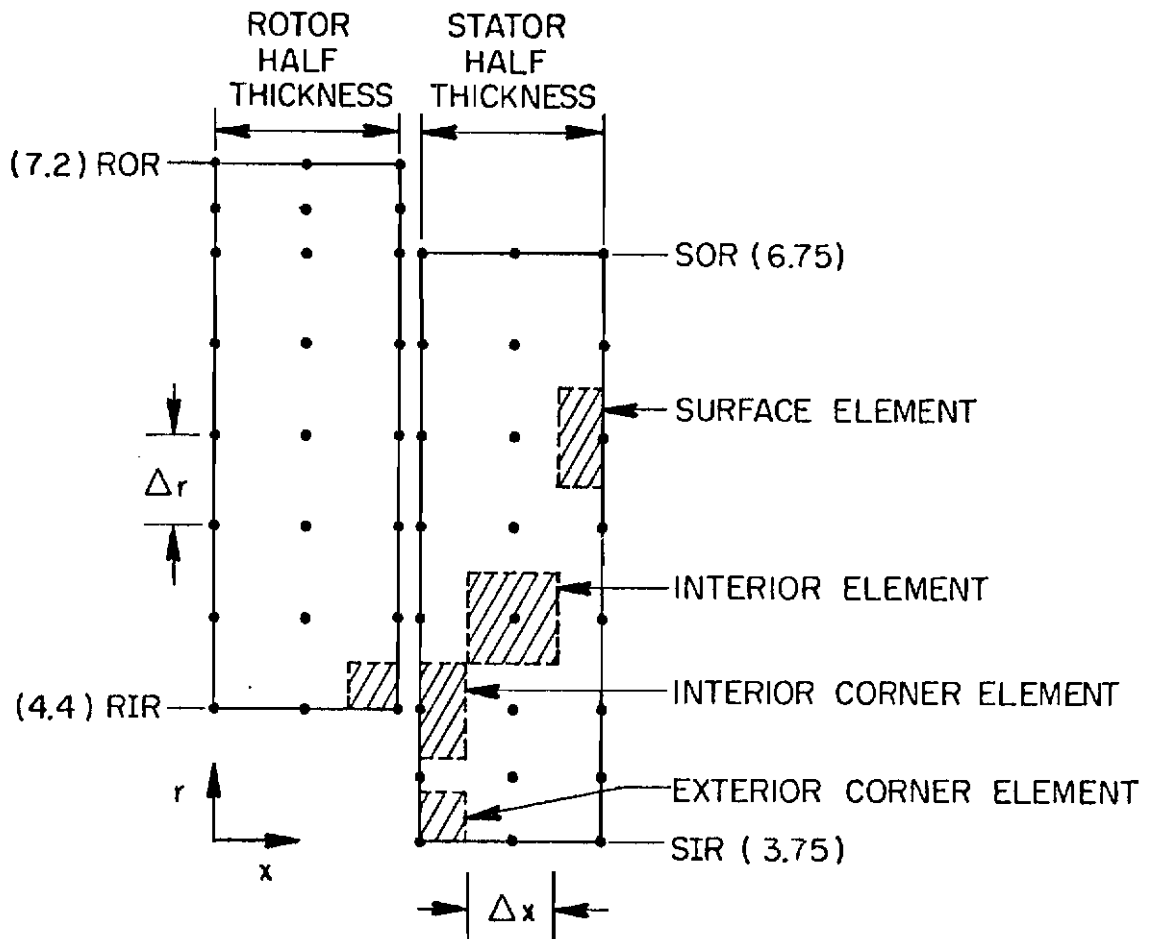 ROTOR
HALF
THICKNESS
STATOR
HALF
THICKNESS
(7.2) ROR
SOR (6.75)
SURFACE ELEMENT
Δr
INTERIOR ELEMENT
INTERIOR CORNER ELEMENT
(4.4) RIR
EXTERIOR CORNER ELEMENT
r
x
SIR (3.75)
Δx